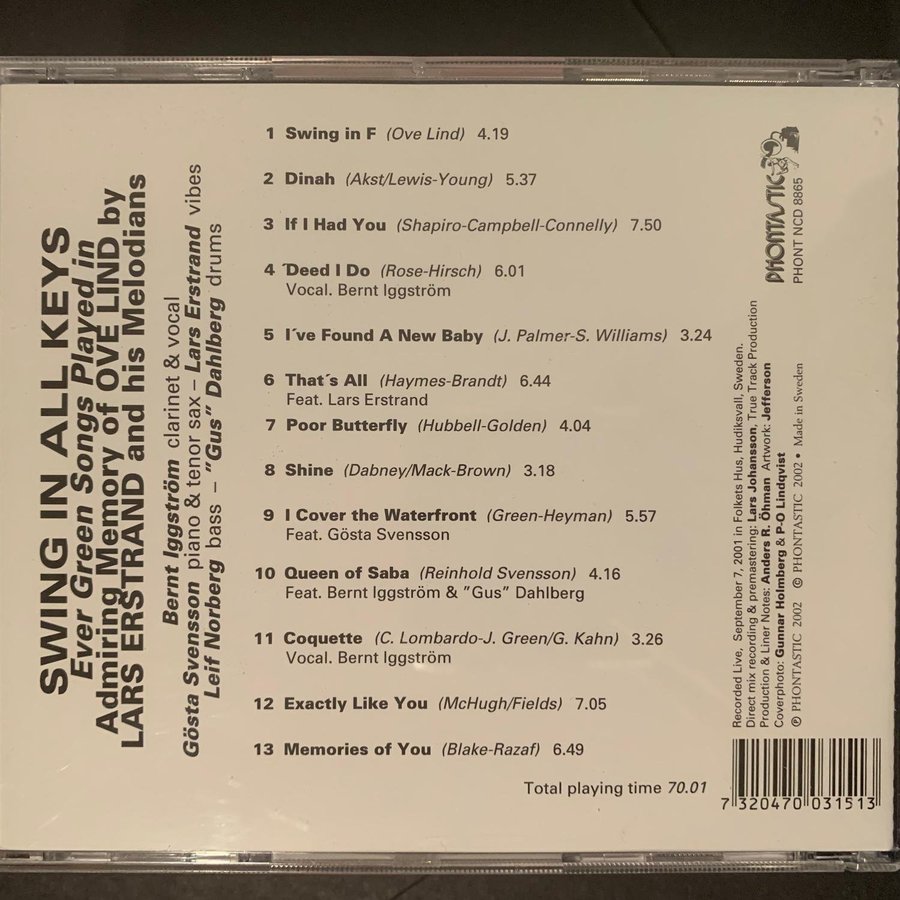 SWING IN ALL KEYS
Ever Green Songs Played in
Admiring Memory of OVE LIND by
LARS ERSTRAND and his Melodians
Bernt Iggström clarinet & vocal
Gösta Svensson piano & tenor sax – Lars Erstrand vibes
Leif Norberg bass – ”Gus” Dahlberg drums
1 Swing in F (Ove Lind) 4.19
2 Dinah (Akst/Lewis-Young) 5.37
3 If I Had You (Shapiro-Campbell-Connelly) 7.50
4 ´Deed I Do (Rose-Hirsch) 6.01
Vocal. Bernt Iggström
5 I´ve Found A New Baby (J. Palmer-S. Williams) 3.24
6 That´s All (Haymes-Brandt) 6.44
Feat. Lars Erstrand
7 Poor Butterfly (Hubbell-Golden) 4.04
8 Shine (Dabney/Mack-Brown) 3.18
9 I Cover the Waterfront (Green-Heyman) 5.57
Feat. Gösta Svensson
10 Queen of Saba (Reinhold Svensson) 4.16
Feat. Bernt Iggström & ”Gus” Dahlberg
11 Coquette (C. Lombardo-J. Green/G. Kahn) 3.26
Vocal. Bernt Iggström
12 Exactly Like You (McHugh/Fields) 7.05
13 Memories of You (Blake-Razaf) 6.49
Total playing time 70.01
PHONTASTIC
PHONT NCD 8865
Recorded Live, September 7, 2001 in Folkets Hus, Hudiksvall, Sweden.
Direct mix recording & premastering: Lars Johansson, True Track Production
Production & Liner Notes: Anders R. Öhman Artwork: Jefferson
Coverphoto: Gunnar Holmberg & P-O Lindqvist
℗ PHONTASTIC 2002 © PHONTASTIC 2002 • Made in Sweden
7 320470 031513